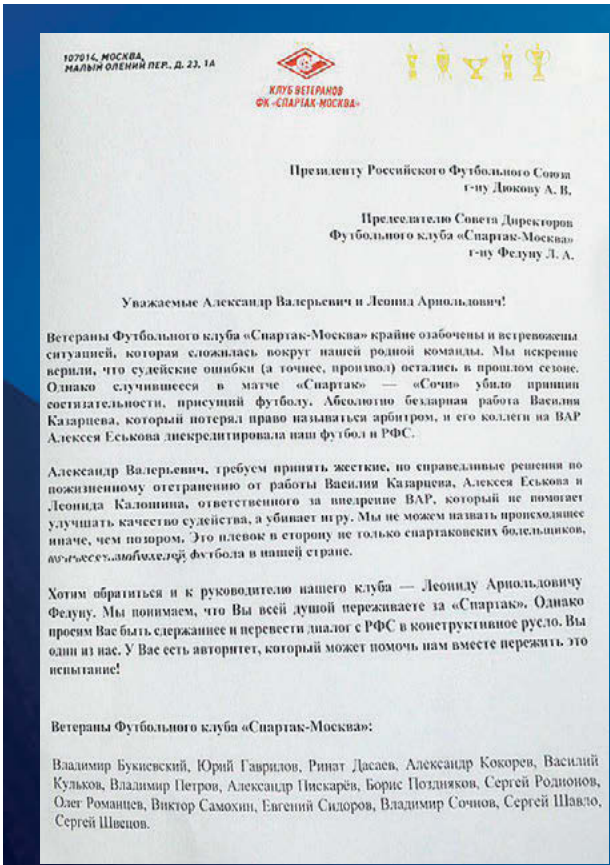 107014, МОСКВА,
МАЛЫЙ ОЛЕНИЙ ПЕР., Д. 23, 1А
КЛУБ ВЕТЕРАНОВ
ФК «СПАРТАК-МОСКВА»
Президенту Российского Футбольного Союза
г-ну Дюкову А. В.
Председателю Совета Директоров
Футбольного клуба «Спартак-Москва»
г-ну Федуну Л. А.
Уважаемые Александр Валерьевич и Леонид Арнольдович!
Ветераны Футбольного клуба «Спартак-Москва» крайне озабочены и встревожены
ситуацией, которая сложилась вокруг нашей родной команды. Мы искренне
верили, что судейские ошибки (а точнее, произвол) остались в прошлом сезоне.
Однако случившееся в матче «Спартак» — «Сочи» убило принцип
состязательности, присущий футболу. Абсолютно бездарная работа Василия
Казарцева, который потерял право называться арбитром, и его коллеги на ВАР
Алексея Еськова дискредитировала наш футбол и РФС.
Александр Валерьевич, требуем принять жесткие, но справедливые решения по
пожизненному отстранению от работы Василия Казарцева, Алексея Еськова и
Леонида Калошина, ответственного за внедрение ВАР, который не помогает
улучшать качество судейства, а убивает игру. Мы не можем назвать происходящее
иначе, чем позором. Это плевок в сторону не только спартаковских болельщиков,
любителей футбола в нашей стране.
Хотим обратиться и к руководителю нашего клуба — Леониду Арнольдовичу
Федуну. Мы понимаем, что Вы всей душой переживаете за «Спартак». Однако
просим Вас быть сдержаннее и перевести диалог с РФС в конструктивное русло. Вы
один из нас. У Вас есть авторитет, который может помочь нам вместе пережить это
испытание!
Ветераны Футбольного клуба «Спартак-Москва»:
Владимир Букиевский, Юрий Гаврилов, Ринат Дасаев, Александр Кокорев, Василий
Кульков, Владимир Петров, Александр Пискарёв, Борис Поздняков, Сергей Родионов,
Олег Романцев, Виктор Самохин, Евгений Сидоров, Владимир Сочнов, Сергей Шавло,
Сергей Швецов.